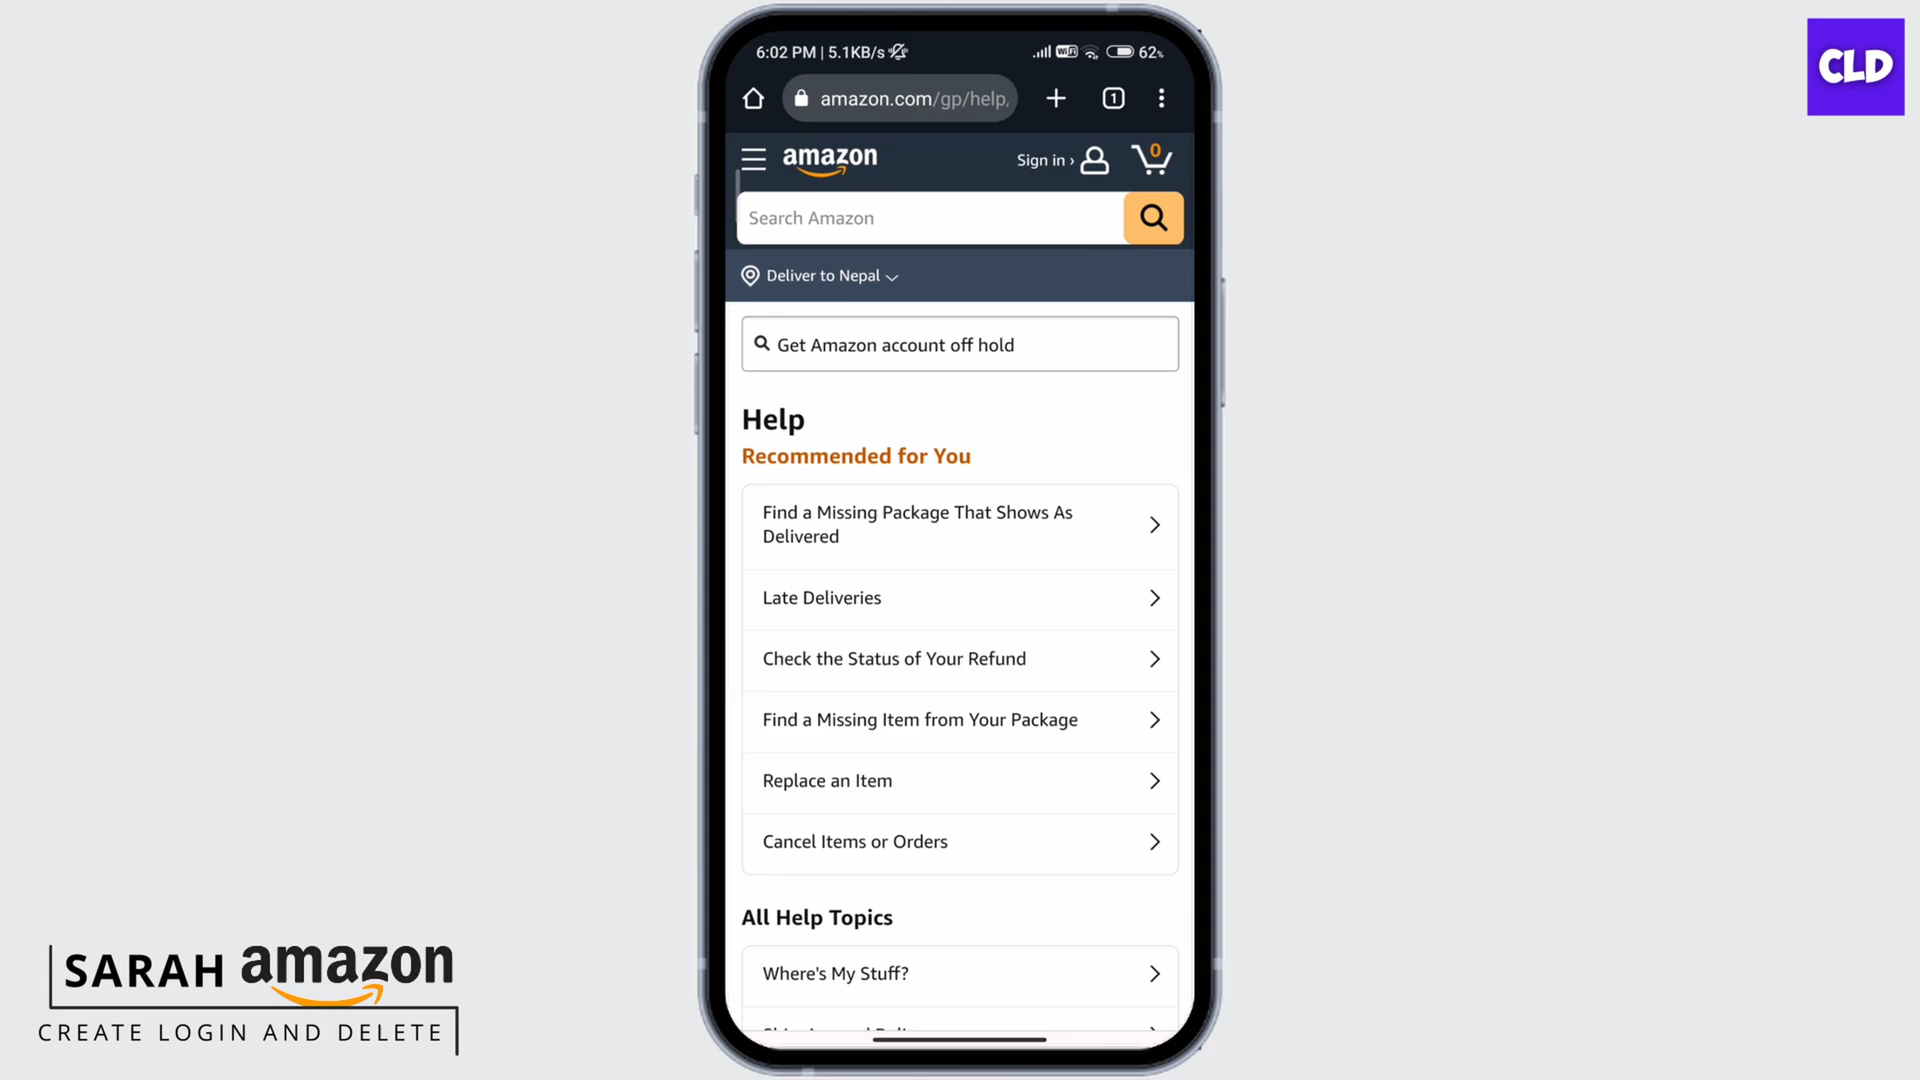 CLD
6:02 PM | 5.1KB/s
WiFi
62%
amazon.com/gp/help,
1
amazon
Sign in ›
0
Search Amazon
Deliver to Nepal
Get Amazon account off hold
Help
Recommended for You
Find a Missing Package That Shows As
Delivered
Late Deliveries
Check the Status of Your Refund
Find a Missing Item from Your Package
Replace an Item
Cancel Items or Orders
All Help Topics
Where's My Stuff?
SARAH amazon
CREATE LOGIN AND DELETE